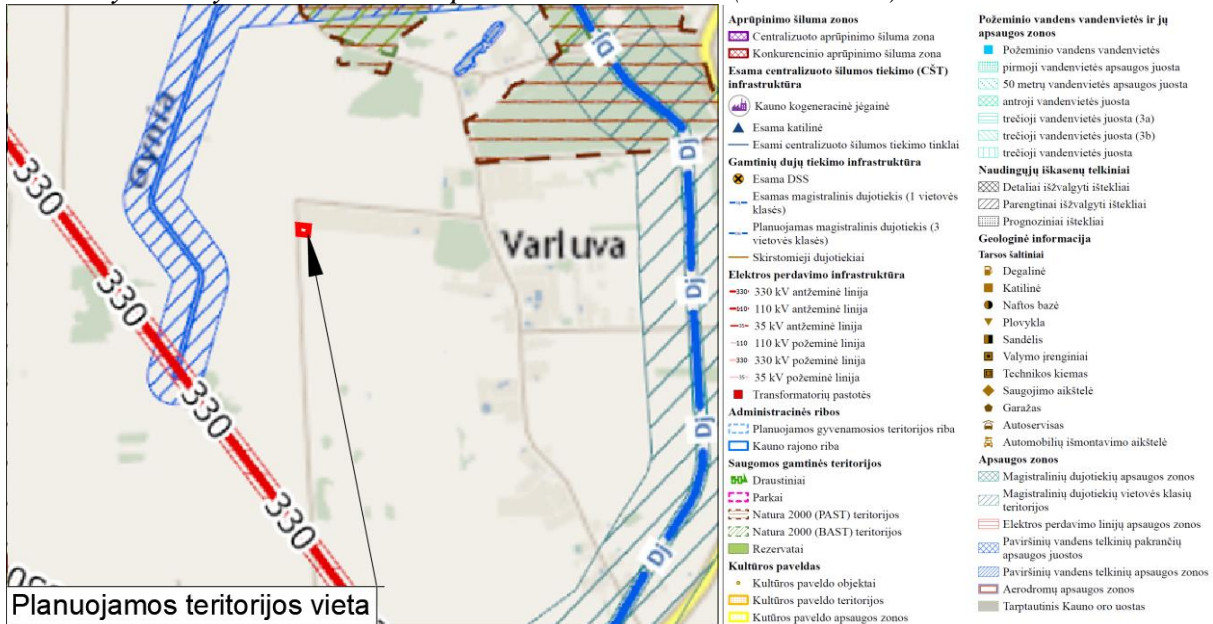 Gynia
330
330
330
330
Dj
Dj
Dj
Dj
Dj
Dj
Varluva
Planuojamos teritorijos vieta
Aprūpinimo šiluma zonos
Centralizuoto aprūpinimo šiluma zona
Konkurencinio aprūpinimo šiluma zona
Esama centralizuoto šilumos tiekimo (CŠT)
infrastruktūra
Kauno kogeneracinė jėgainė
Esama katilinė
Esami centralizuoto šilumos tiekimo tinklai
Gamtinių dujų tiekimo infrastruktūra
Esama DSS
Esamas magistralinis dujotiekis (1 vietovės
klasės)
Planuojamas magistralinis dujotiekis (3
vietovės klasės)
Skirstomieji dujotiekiai
Elektros perdavimo infrastruktūra
330 kV antžeminė linija
110 kV antžeminė linija
35 kV antžeminė linija
110 kV požeminė linija
330 kV požeminė linija
35 kV požeminė linija
Transformatorių pastotės
Administracinės ribos
Planuojamos gyvenamosios teritorijos riba
Kauno rajono riba
Saugomos gamtinės teritorijos
Draustiniai
Parkai
Natura 2000 (PAST) teritorijos
Natura 2000 (BAST) teritorijos
Rezervatai
Kultūros paveldas
Kultūros paveldo objektai
Kultūros paveldo teritorijos
Kutūros paveldo apsaugos zonos
Požeminio vandens vandenvietės ir jų
apsaugos zonos
Požeminio vandens vandenvietės
pirmoji vandenvietės apsaugos juosta
50 metrų vandenvietės apsaugos juosta
antroji vandenvietės juosta
trečioji vandenvietės juosta (3a)
trečioji vandenvietės juosta (3b)
trečioji vandenvietės juosta
Naudingųjų iškasenų telkiniai
Detaliai išžvalgyti ištekliai
Parengtinai išžvalgyti ištekliai
Prognoziniai ištekliai
Geologinė informacija
Tarsos šaltiniai
Degalinė
Katilinė
Naftos bazė
Plovykla
Sandėlis
Valymo įrenginiai
Technikos kiemas
Saugojimo aikštelė
Garažas
Autoservisas
Automobilių išmontavimo aikštelė
Apsaugos zonos
Magistralinių dujotiekių apsaugos zonos
Magistralinių dujotiekių vietovės klasių
teritorijos
Elektros perdavimo linijų apsaugos zonos
Paviršinių vandens telkinių pakrančių
apsaugos juostos
Paviršinių vandens telkinių apsaugos zonos
Aerodromų apsaugos zonos
Tarptautinis Kauno oro uostas